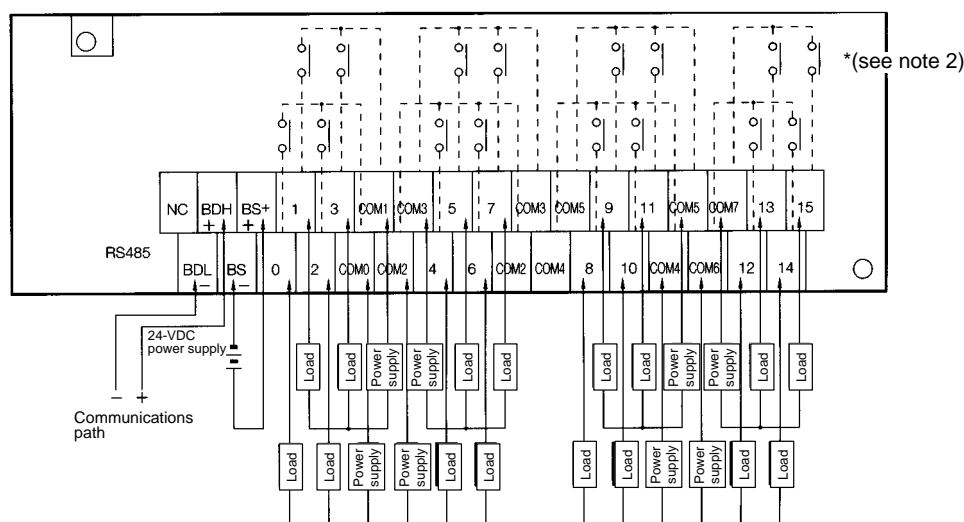 *(see note 2)
NC BDH BS+ 1 3 COM1 COM3 5 7 COM3 COM5 9 11 COM5 COM7 13 15
+ +
RS485
BDL BS 0 2 COM0 COM2 4 6 COM2 COM4 8 10 COM4 COM6 12 14
− −
24-VDC
power supply
Load Load Power supply Power supply Load Load Load Load Power supply Power supply Load Load
− +
Communications
path
Load Load Power supply Power supply Load Load Load Load Power supply Power supply Load Load